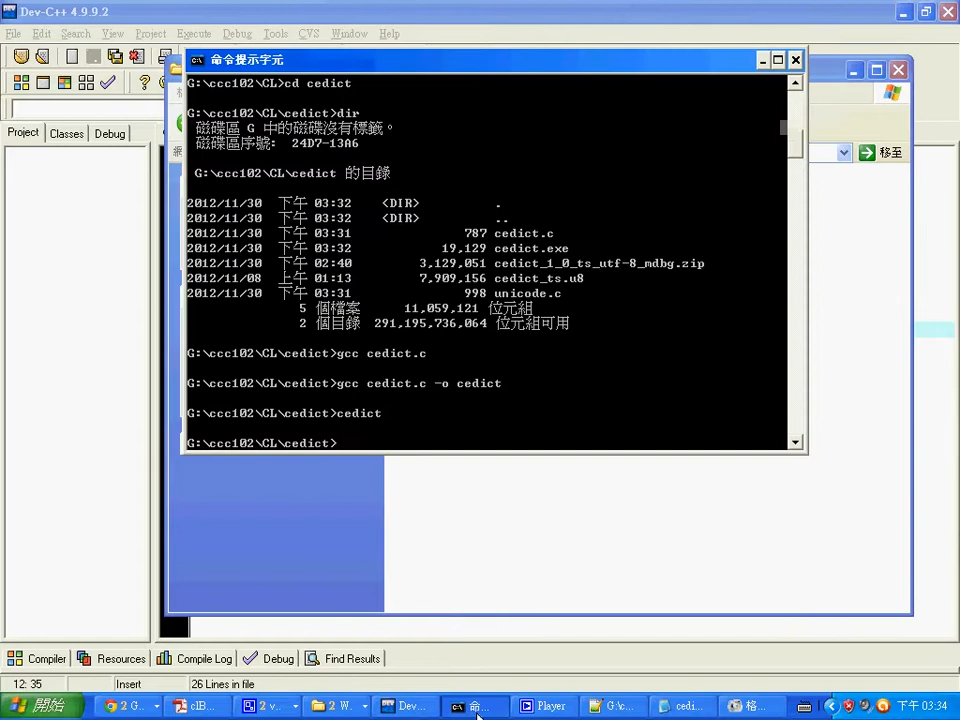 Dev-C++ 4.9.9.2
File Edit Search View Project Execute Debug Tools CVS Window Help
命令提示字元
G:\ccc102\CL>cd cedict
G:\ccc102\CL\cedict>dir
磁碟區 G 中的磁碟沒有標籤。
磁碟區序號: 24D7-13A6
G:\ccc102\CL\cedict 的目錄
2012/11/30 下午 03:32 <DIR> .
2012/11/30 下午 03:32 <DIR> ..
2012/11/30 下午 03:31 787 cedict.c
2012/11/30 下午 03:32 19,129 cedict.exe
2012/11/30 下午 02:40 3,129,051 cedict_1_0_ts_utf-8_mdbg.zip
2012/11/08 上午 01:13 7,909,156 cedict_ts.u8
2012/11/30 下午 03:31 998 unicode.c
5 個檔案 11,059,121 位元組
2 個目錄 291,195,736,064 位元組可用
G:\ccc102\CL\cedict>gcc cedict.c
G:\ccc102\CL\cedict>gcc cedict.c -o cedict
G:\ccc102\CL\cedict>cedict
G:\ccc102\CL\cedict>
Project Classes Debug
移至
Compiler Resources Compile Log Debug Find Results
12: 35 Insert 26 Lines in file
開始 2 G... clB... 2 v... 2 W... Dev... 命... Player G:\c... cedi... 格... 下午 03:34